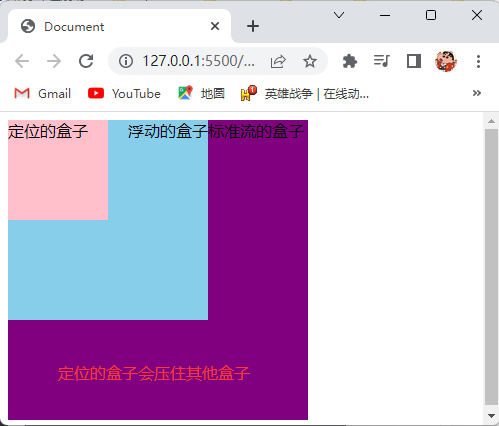 Document
127.0.0.1:5500/...
Gmail
YouTube
地圖
英雄战争 | 在线动...
»
定位的盒子
浮动的盒子标准流的盒子
定位的盒子会压住其他盒子